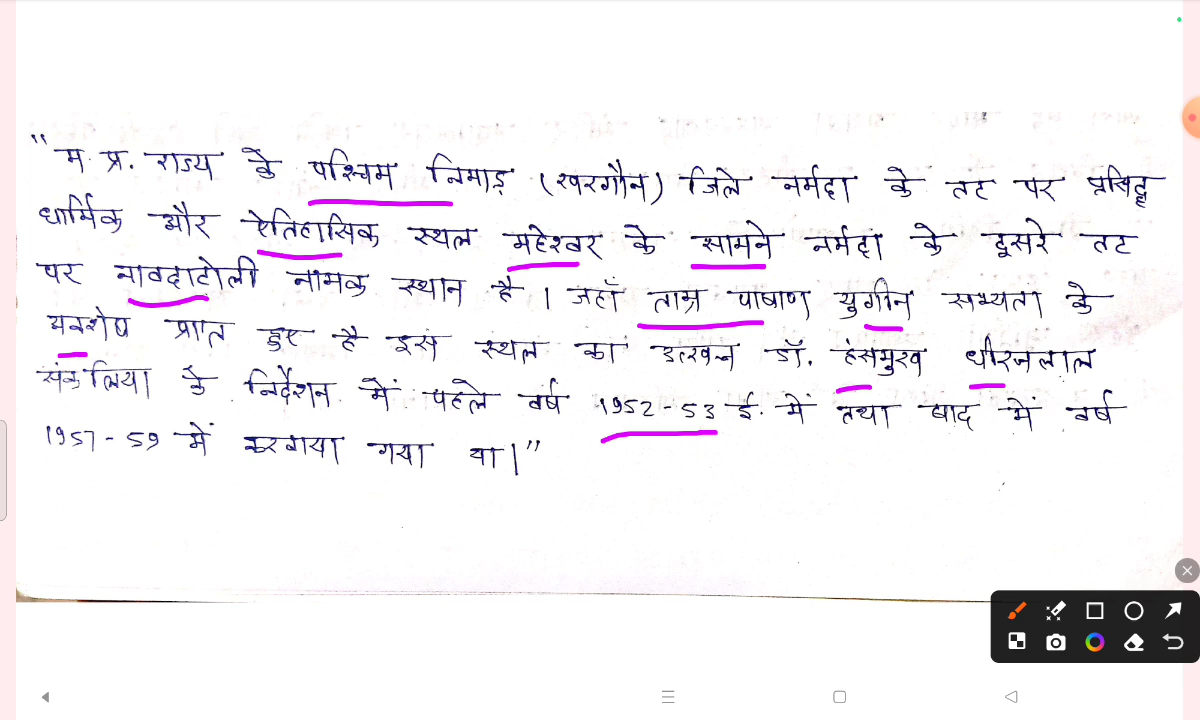 "म. प्र. राज्य के पश्चिम निमाड़ (खरगौन) जिले नर्मदा के तट पर प्रसिद्ध
धार्मिक और ऐतिहासिक स्थल महेश्वर के सामने नर्मदा के दूसरे तट
पर नावदाटोली नामक स्थान है । जहाँ ताम्र पाषाण युगीन सभ्यता के
अवशेष प्राप्त हुए है इस स्थल का उत्खनन डॉ. हंसमुख धीरजलाल
संकलिया के निर्देशन में पहले वर्ष 1952-53 ई. में तथा बाद में वर्ष
1957-59 में करवाया गया था।"